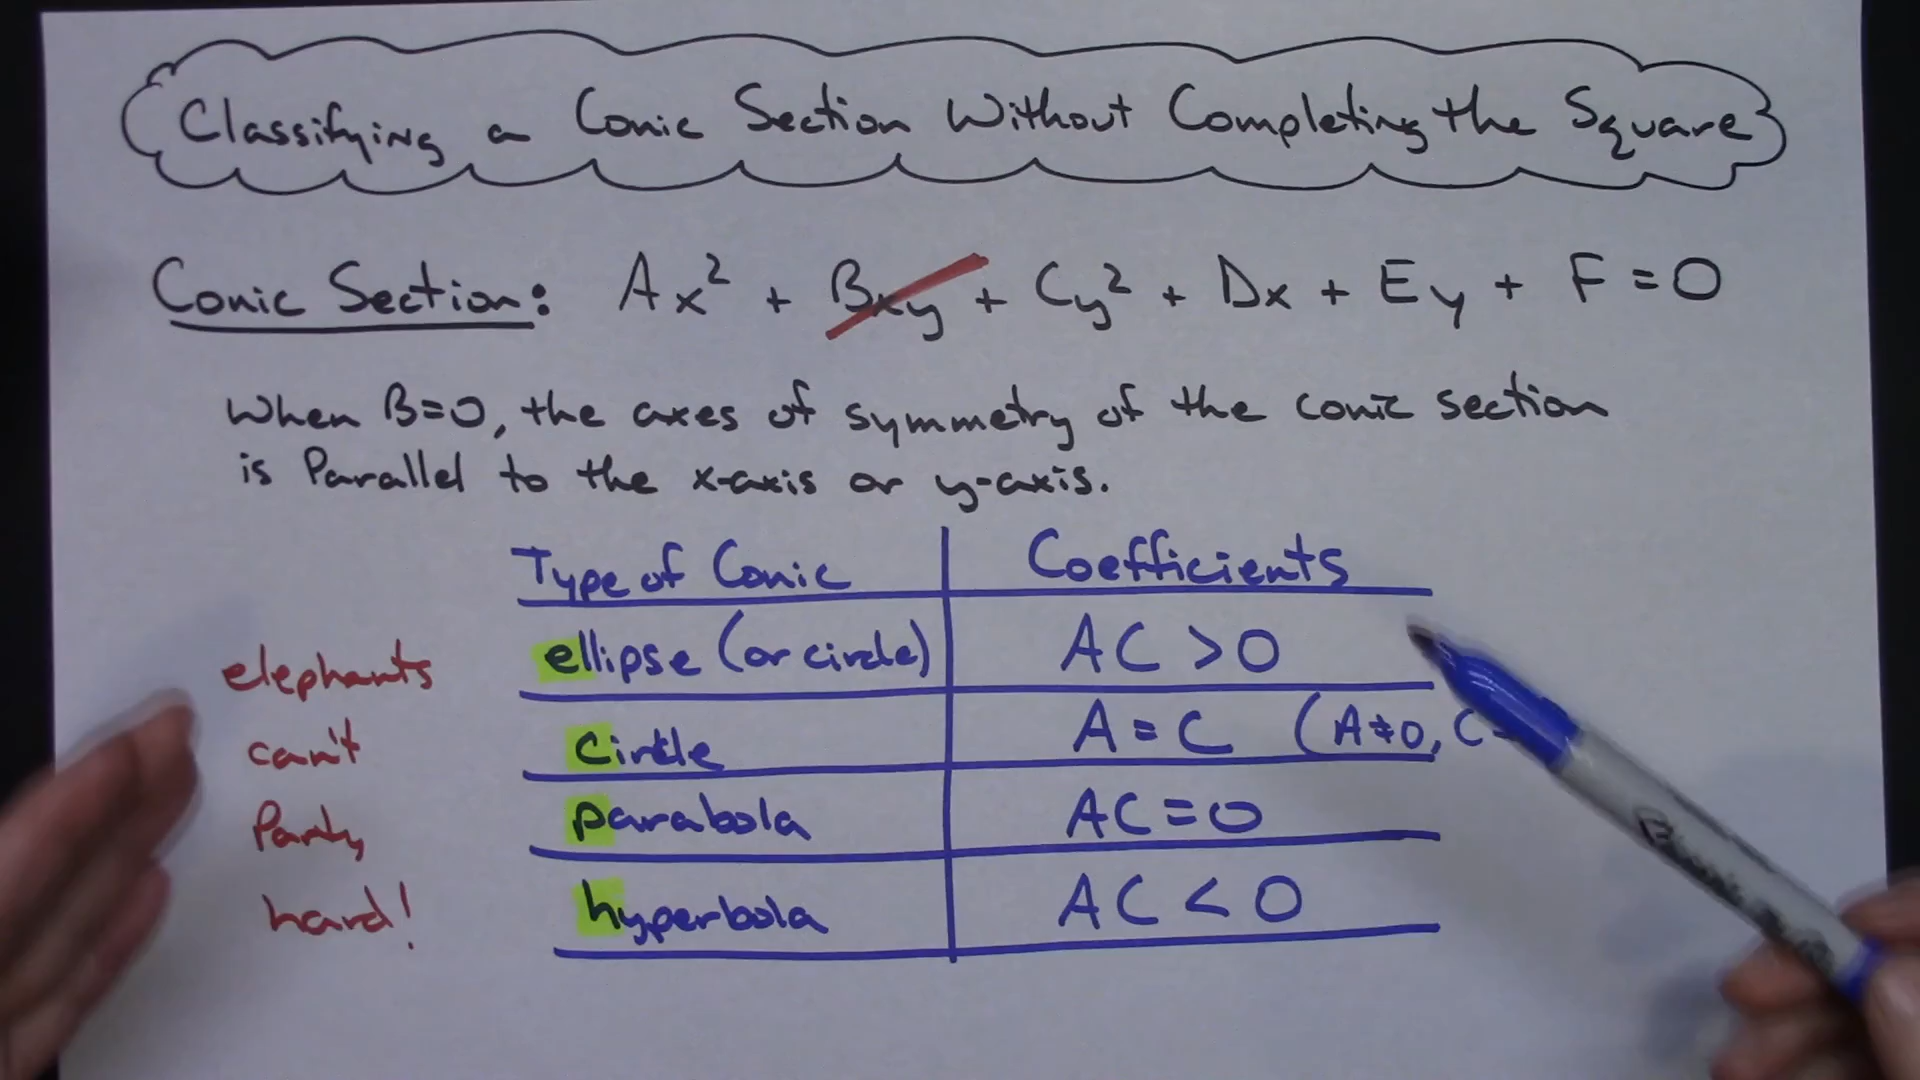 Classifying a Conic Section Without Completing the Square
Conic Section: Ax² + Bxy + Cy² + Dx + Ey + F = 0
When B=0, the axes of symmetry of the conic section
is Parallel to the x-axis or y-axis.
Type of Conic Coefficients
elephants ellipse (or circle) AC > 0
can't Circle A = C (A≠0, C
Party parabola AC = 0
hard! hyperbola AC < 0